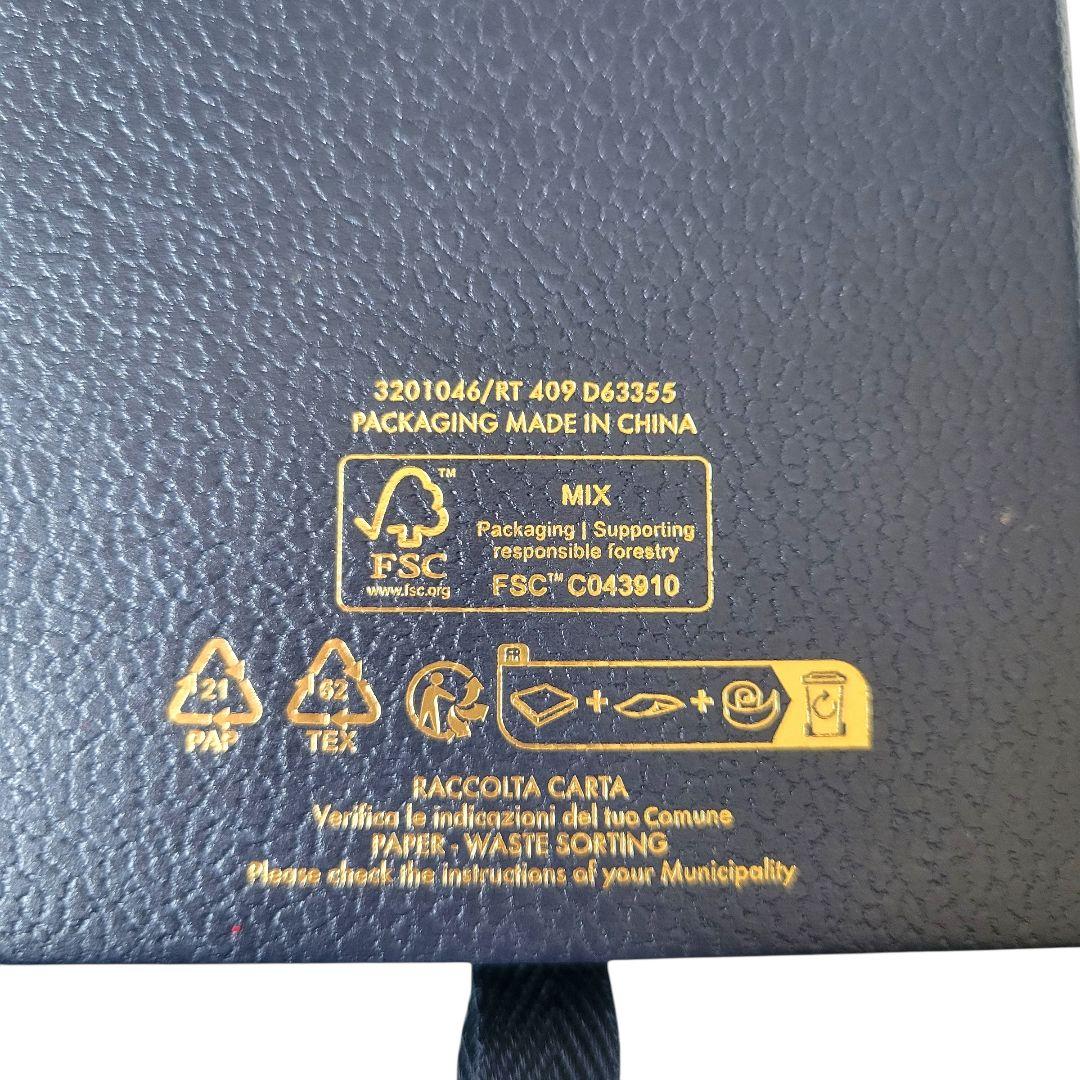 3201046/RT 409 D63355
PACKAGING MADE IN CHINA
TM
MIX
Packaging | Supporting
responsible forestry
FSC
www.fsc.org
FSC™ C043910
FR
21
PAP
62
TEX
RACCOLTA CARTA
Verifica le indicazioni del tuo Comune
PAPER - WASTE SORTING
Please check the instructions of your Municipality